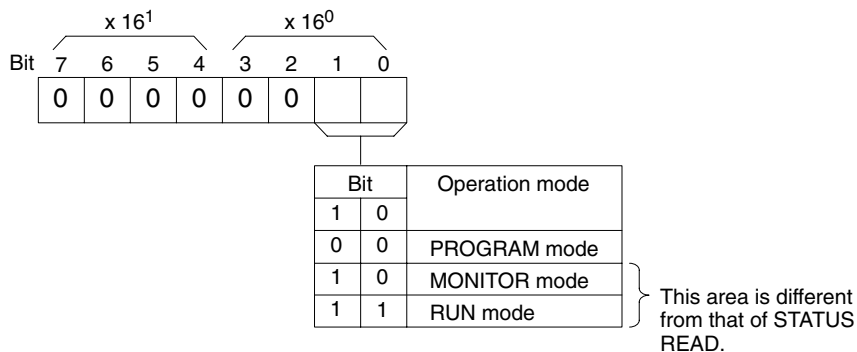 x 16¹ x 16⁰
Bit 7 6 5 4 3 2 1 0
0 0 0 0 0 0
Bit Operation mode
1 0
0 0 PROGRAM mode
1 0 MONITOR mode
1 1 RUN mode
This area is different
from that of STATUS
READ.